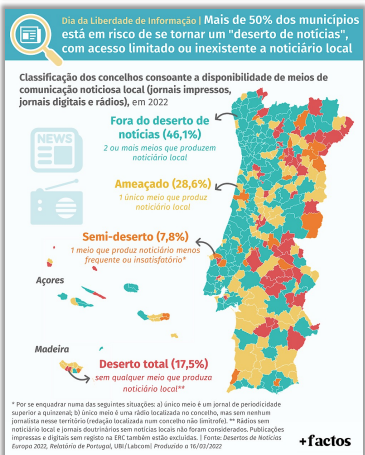 Dia da Liberdade de Informação | Mais de 50% dos municípios
está em risco de se tornar um "deserto de notícias",
com acesso limitado ou inexistente a noticiário local
Classificação dos concelhos consoante a disponibilidade de meios de
comunicação noticiosa local (jornais impressos,
jornais digitais e rádios), em 2022
Fora do deserto de
notícias (46,1%)
2 ou mais meios que produzem
noticiário local
NEWS
Ameaçado (28,6%)
1 único meio que produz
noticiário local
Semi-deserto (7,8%)
1 meio que produz noticiário menos
frequente ou insatisfatório*
Açores
Madeira
Deserto total (17,5%)
sem qualquer meio que produza
noticiário local**
* Por se enquadrar numa das seguintes situações: a) único meio é um jornal de periodicidade
superior a quinzenal; b) único meio é uma rádio localizada no concelho, mas sem nenhum
jornalista nesse território (redação localizada num concelho não limítrofe). ** Rádios sem
noticiário local e jornais doutrinários sem notícias locais não foram considerados. Publicações
impressas e digitais sem registo na ERC também estão excluídas. | Fonte: Desertos de Notícias
Europa 2022, Relatório de Portugal, UBI/Labcom| Produzido a 16/03/2022
+factos